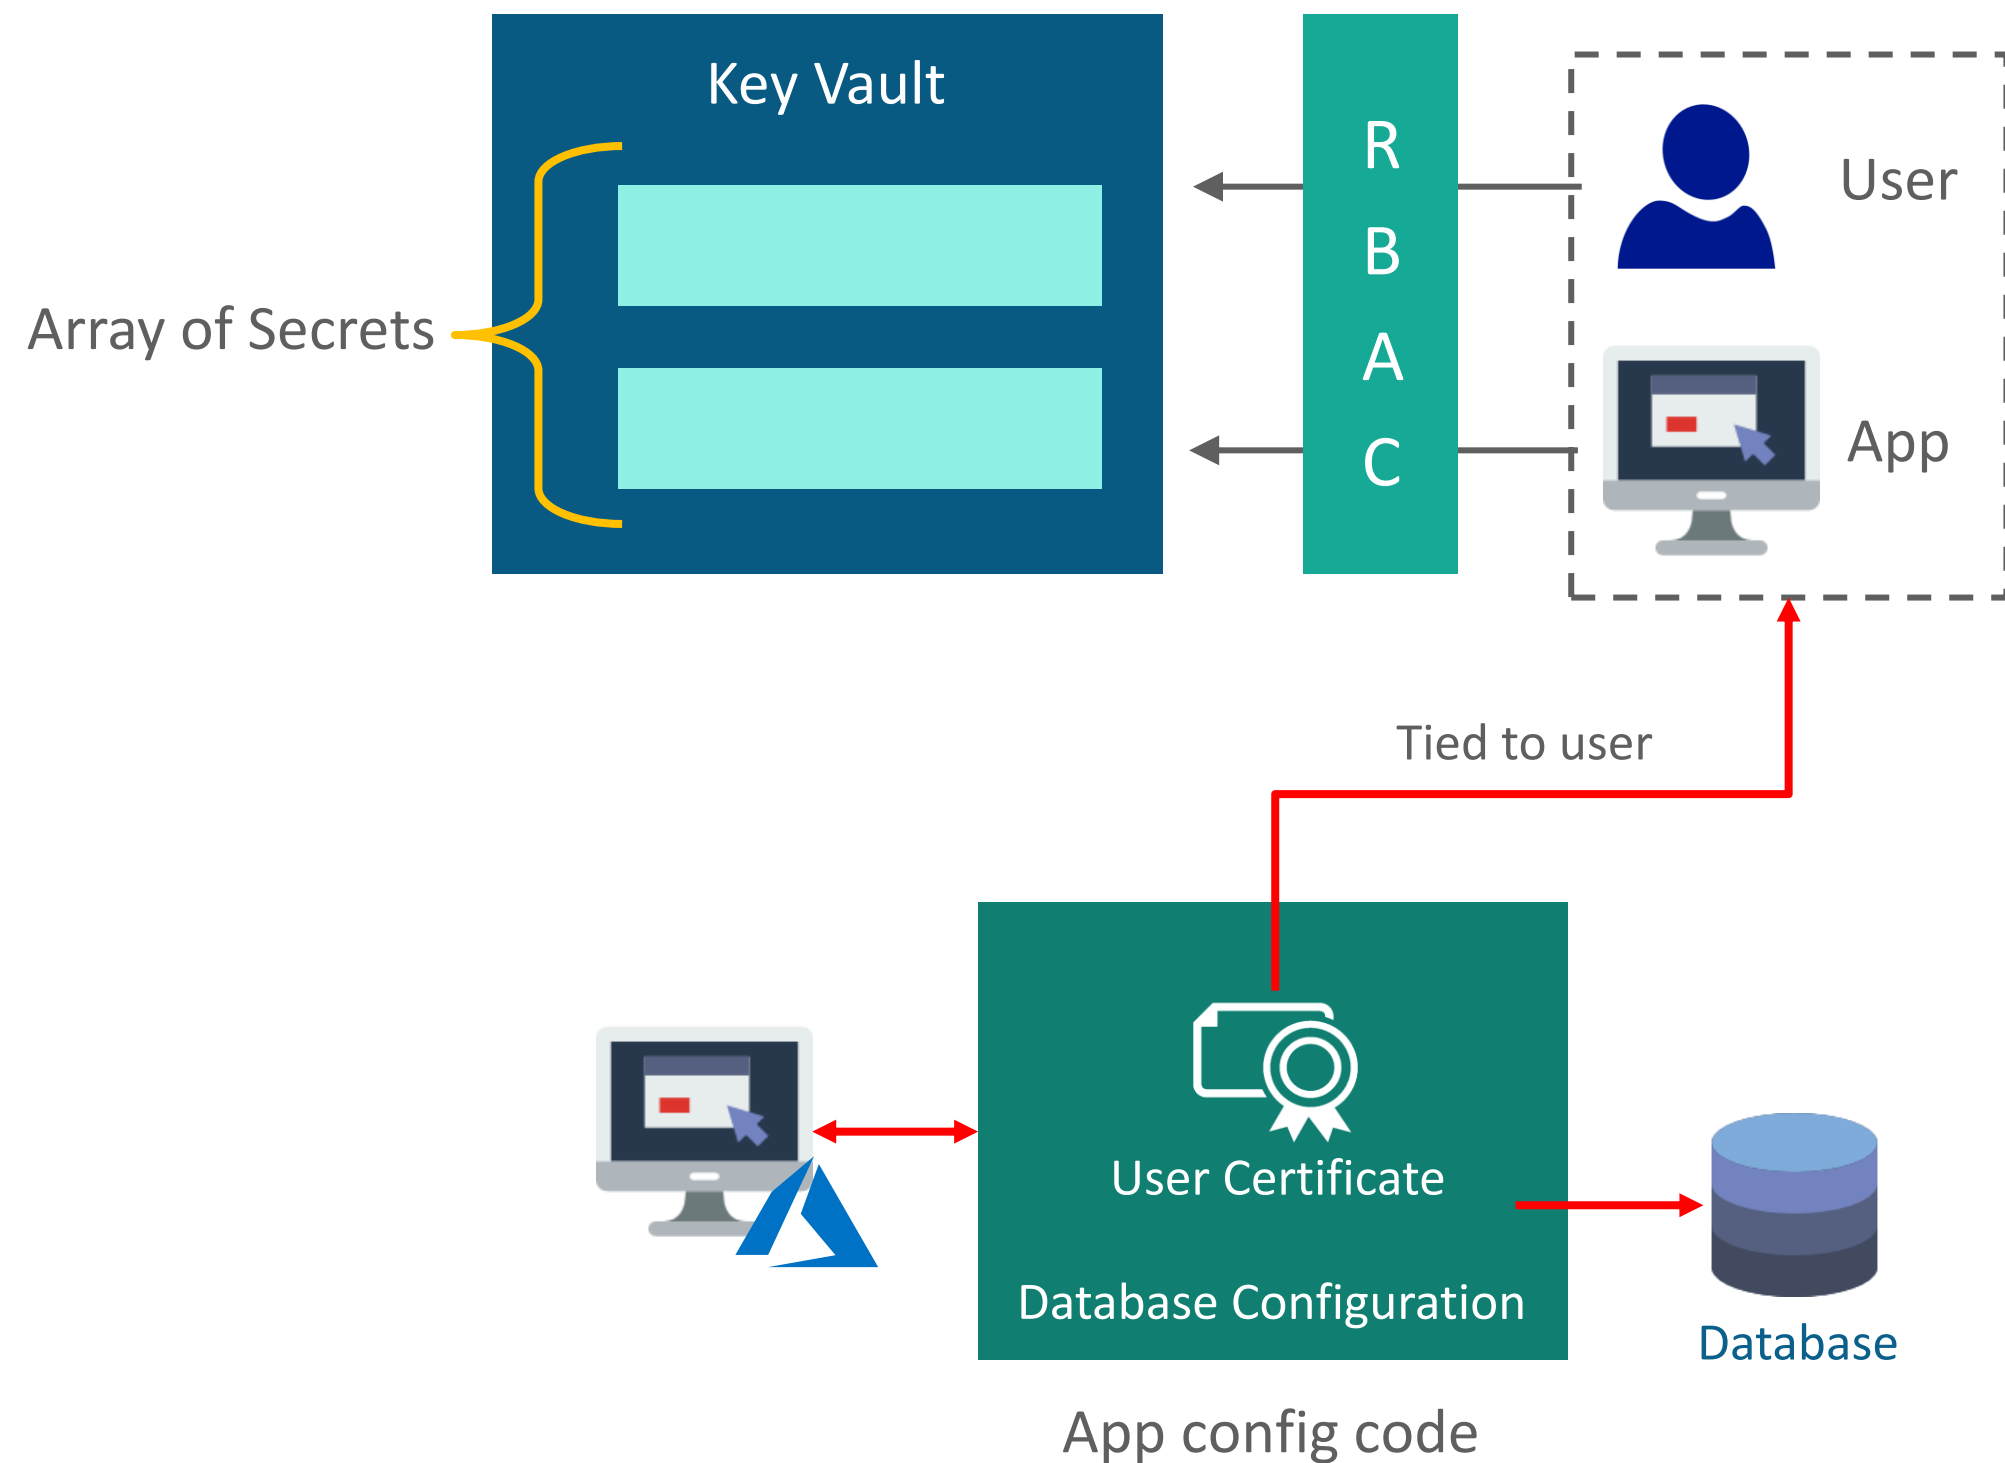 Key Vault
Array of Secrets
R
B
A
C
User
App
Tied to user
User Certificate
Database Configuration
Database
App config code